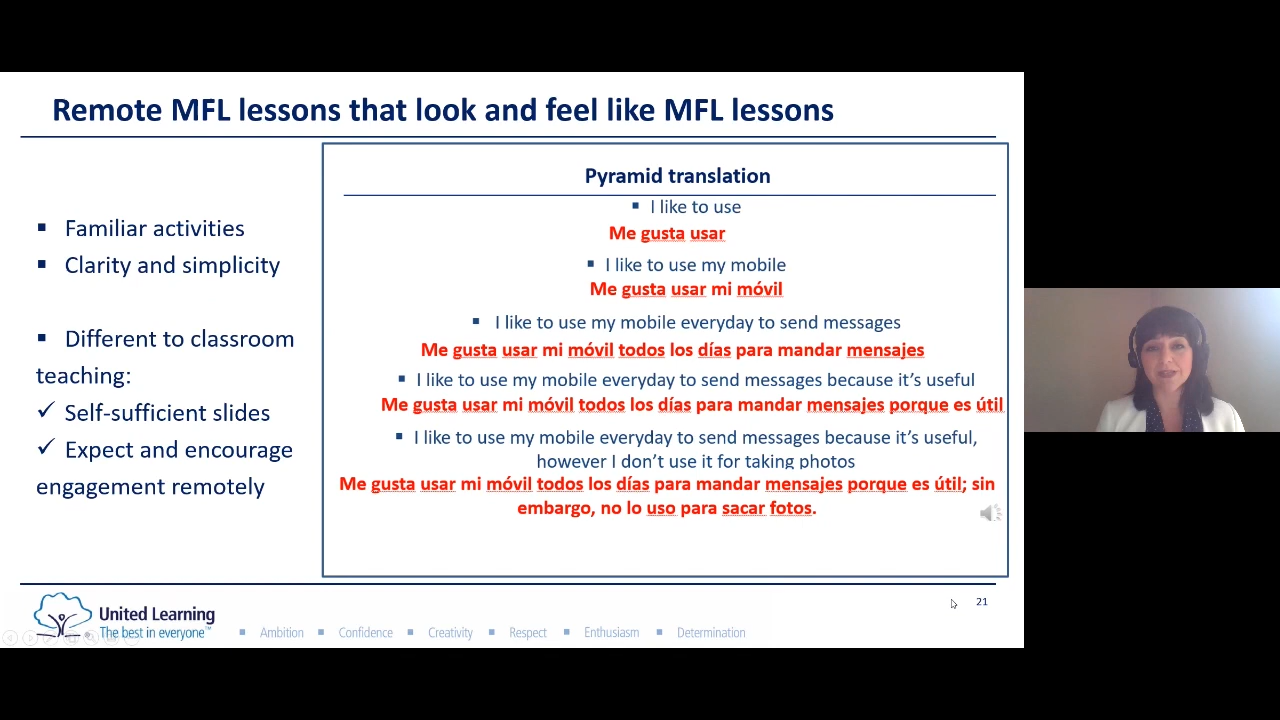 Remote MFL lessons that look and feel like MFL lessons
▪ Familiar activities
▪ Clarity and simplicity
▪ Different to classroom
teaching:
✓ Self-sufficient slides
✓ Expect and encourage
engagement remotely
Pyramid translation
▪ I like to use
Me gusta usar
▪ I like to use my mobile
Me gusta usar mi móvil
▪ I like to use my mobile everyday to send messages
Me gusta usar mi móvil todos los días para mandar mensajes
▪ I like to use my mobile everyday to send messages because it’s useful
Me gusta usar mi móvil todos los días para mandar mensajes porque es útil
▪ I like to use my mobile everyday to send messages because it’s useful,
however I don’t use it for taking photos
Me gusta usar mi móvil todos los días para mandar mensajes porque es útil; sin
embargo, no lo uso para sacar fotos.
21
United Learning
The best in everyone™
▪ Ambition ▪ Confidence ▪ Creativity ▪ Respect ▪ Enthusiasm ▪ Determination